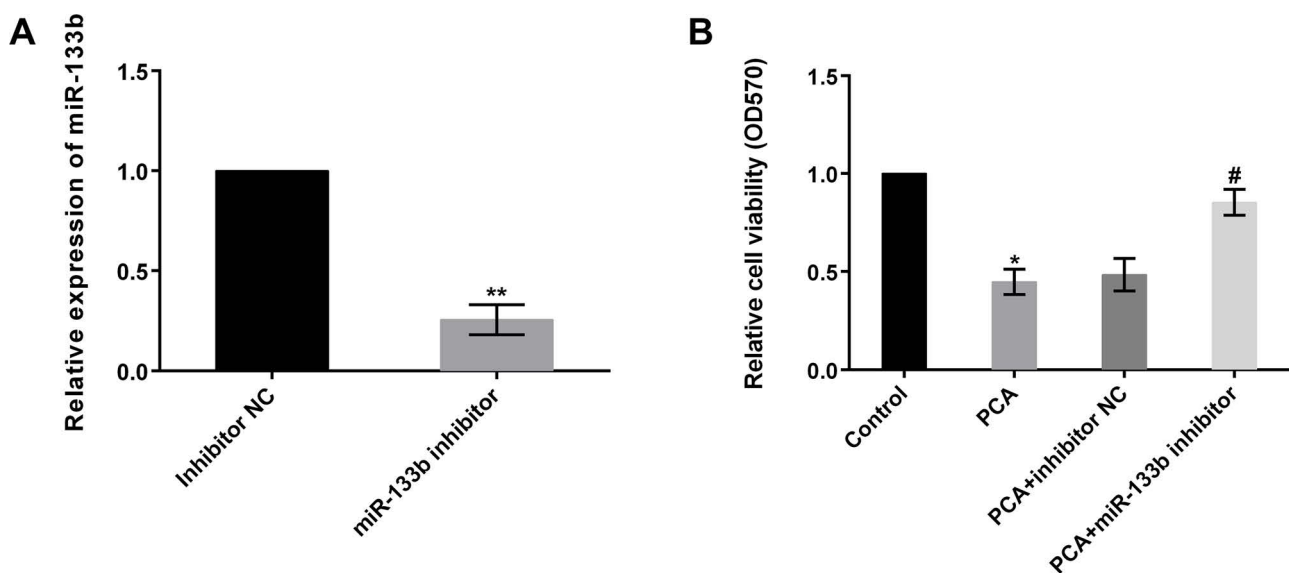 A
Relative expression of miR-133b
1.5
1.0
0.5
0.0
**
Inhibitor NC
miR-133b inhibitor
B
Relative cell viability (OD570)
1.5
1.0
0.5
0.0
*
#
Control
PCA
PCA+inhibitor NC
PCA+miR-133b inhibitor